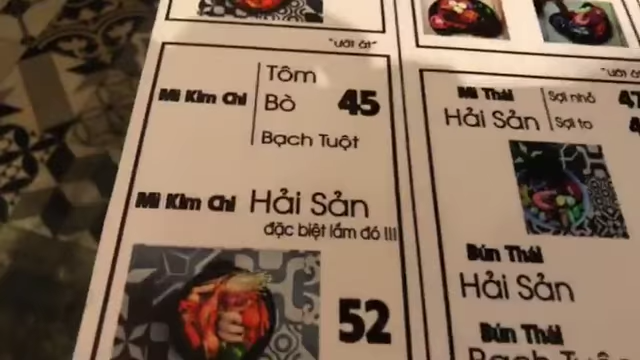 "ướt át"
Mì Kim Chi
Tôm
Bò
Bạch Tuột
45
Mì Kim Chi Hải Sản
đặc biệt lắm đó !!!
52
"ướt át"
Mì Thái
Hải Sản
Sợi nhỏ 47
Sợi to
Bún Thái
Hải Sản
Bún Thái